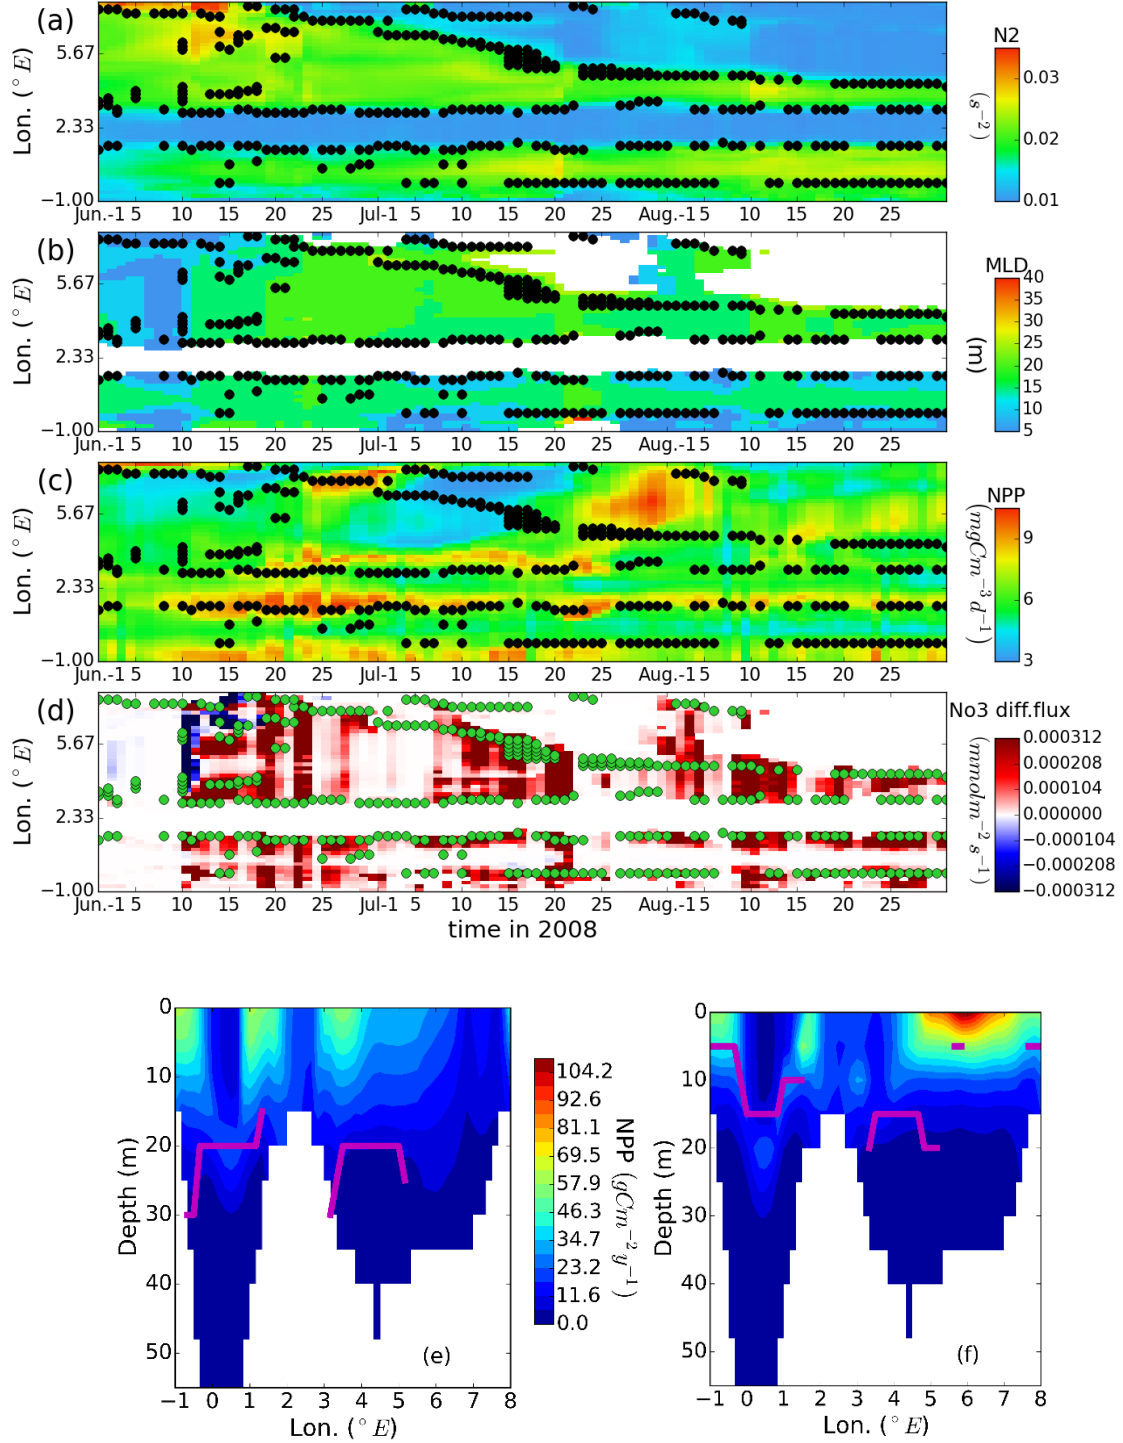 (a)
N2
Lon. (°E)
5.67
2.33
−1.00
0.03
0.02
0.01
(s⁻²)
Jun.-1 5 10 15 20 25 Jul-1 5 10 15 20 25 Aug.-1 5 10 15 20
(b)
MLD
Lon. (°E)
5.67
2.33
−1.00
40
35
30
25
20
15
10
5
(m)
Jun.-1 5 10 15 20 25 Jul-1 5 10 15 20 25 Aug.-1 5 10 15 20
(c)
NPP
Lon. (°E)
5.67
2.33
−1.00
9
6
3
(mgCm⁻³d⁻¹)
Jun.-1 5 10 15 20 25 Jul-1 5 10 15 20 25 Aug.-1 5 10 15 20
(d)
No3 diff.flux
Lon. (°E)
5.67
2.33
−1.00
0.000312
0.000208
0.000104
0.000000
−0.000104
−0.000208
−0.000312
(mmolm⁻²s⁻¹)
Jun.-1 5 10 15 20 25 Jul-1 5 10 15 20 25 Aug.-1 5 10 15 20
time in 2008
Depth (m)
0
10
20
30
40
50
(e)
−1 0 1 2 3 4 5 6 7 8
Lon. (°E)
104.2
92.6
81.0
69.4
57.9
46.3
34.7
23.2
11.6
0.0
NPP (gCm⁻²y⁻¹)
Depth (m)
0
10
20
30
40
50
(f)
−1 0 1 2 3 4 5 6 7 8
Lon. (°E)